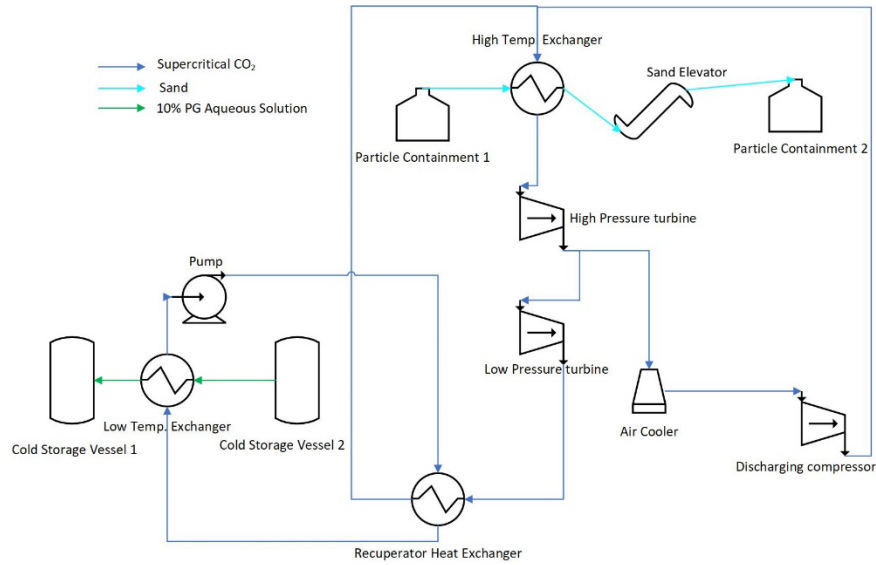 High Temp. Exchanger
Supercritical CO₂
Sand
10% PG Aqueous Solution
Sand Elevator
Particle Containment 1
Particle Containment 2
High Pressure turbine
Pump
Low Pressure turbine
Low Temp. Exchanger
Cold Storage Vessel 1
Cold Storage Vessel 2
Air Cooler
Discharging compressor
Recuperator Heat Exchanger